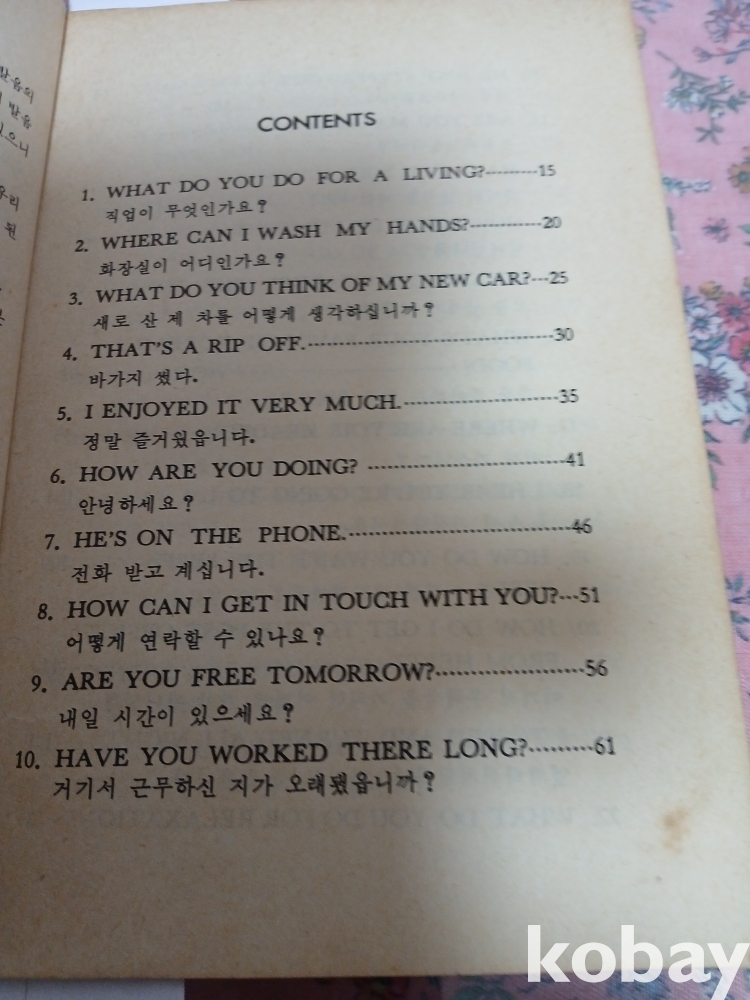 CONTENTS
1. WHAT DO YOU DO FOR A LIVING?·········15
직업이 무엇인가요?
2. WHERE CAN I WASH MY HANDS?·············20
화장실이 어디인가요?
3. WHAT DO YOU THINK OF MY NEW CAR?···25
새로 산 제 차를 어떻게 생각하십니까?
4. THAT'S A RIP OFF.·······································30
바가지 썼다.
5. I ENJOYED IT VERY MUCH.·························35
정말 즐거웠읍니다.
6. HOW ARE YOU DOING? ·······························41
안녕하세요?
7. HE'S ON THE PHONE.···································46
전화 받고 계십니다.
8. HOW CAN I GET IN TOUCH WITH YOU?···51
어떻게 연락할 수 있나요?
9. ARE YOU FREE TOMORROW?······················56
내일 시간이 있으세요?
10. HAVE YOU WORKED THERE LONG?·········61
거기서 근무하신 지가 오래됐읍니까?
kobay